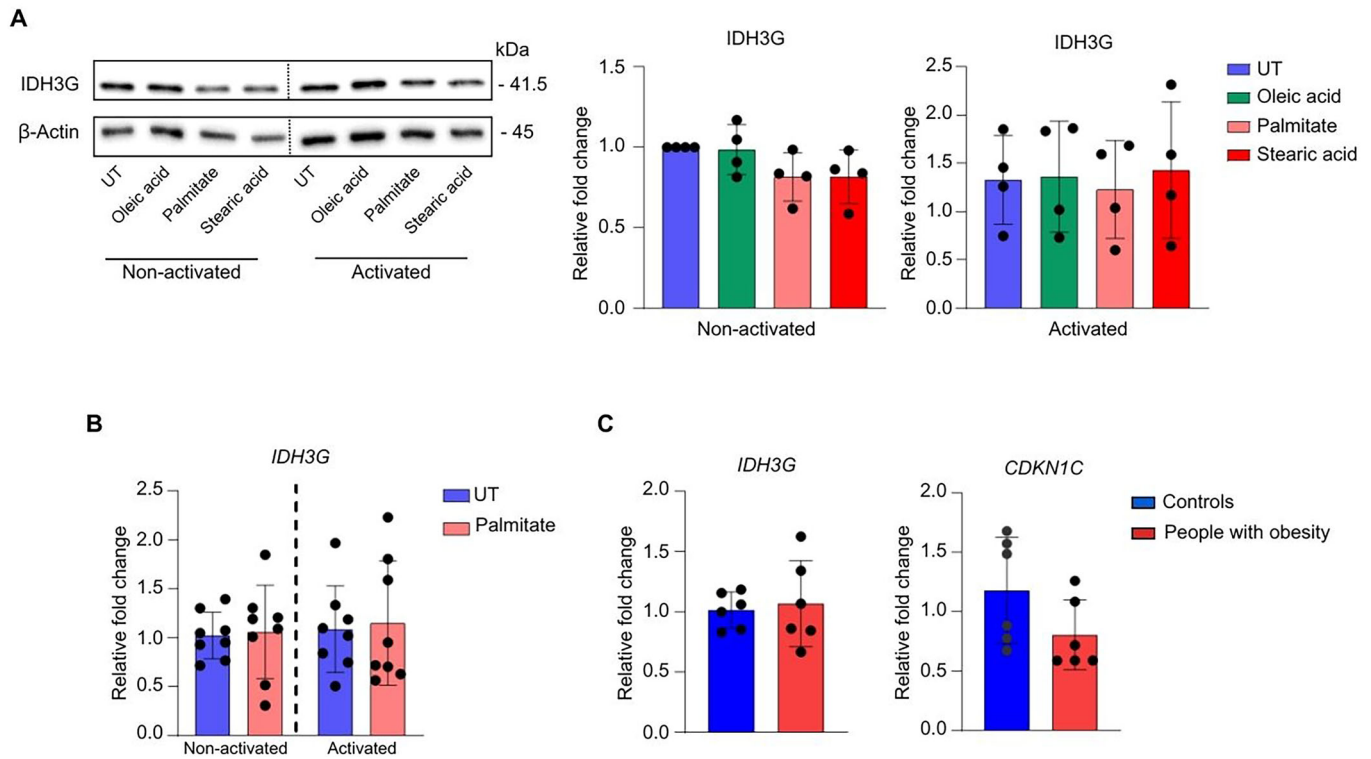 A
kDa
IDH3G
- 41.5
β-Actin
- 45
UT
Oleic acid
Palmitate
Stearic acid
UT
Oleic acid
Palmitate
Stearic acid
Non-activated
Activated
IDH3G
Relative fold change
1.5
1.0
0.5
0.0
Non-activated
IDH3G
Relative fold change
2.5
2.0
1.5
1.0
0.5
0.0
Activated
UT
Oleic acid
Palmitate
Stearic acid
B
IDH3G
Relative fold change
2.5
2.0
1.5
1.0
0.5
0.0
Non-activated
Activated
UT
Palmitate
C
IDH3G
Relative fold change
2.0
1.5
1.0
0.5
0.0
CDKN1C
Relative fold change
2.0
1.5
1.0
0.5
0.0
Controls
People with obesity